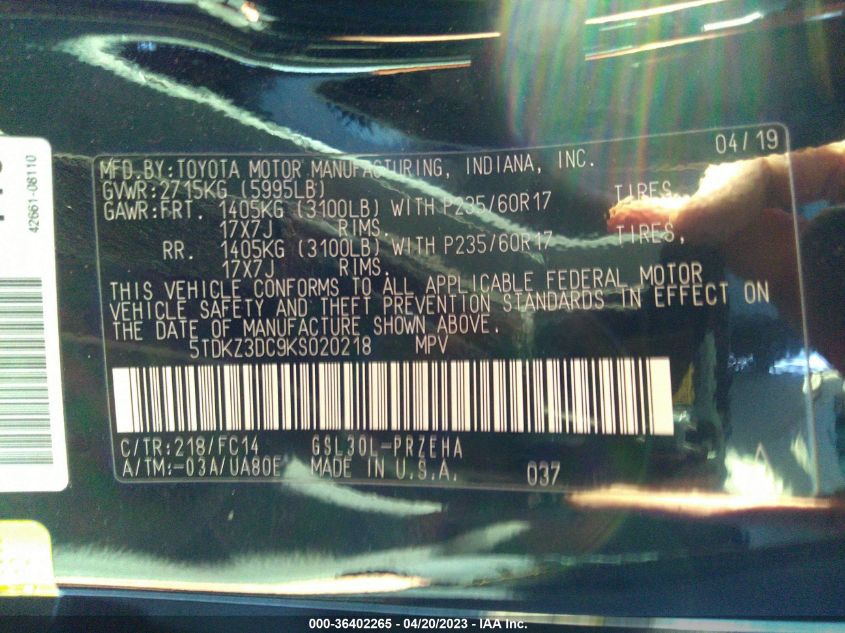 42661-08110
04/19
MFD.BY:TOYOTA MOTOR MANUFACTURING, INDIANA, INC.
GVWR:2715KG (5995LB)
GAWR:FRT. 1405KG (3100LB) WITH P235/60R17 TIRES,
17X7J RIMS.
RR. 1405KG (3100LB) WITH P235/60R17 TIRES,
17X7J RIMS.
THIS VEHICLE CONFORMS TO ALL APPLICABLE FEDERAL MOTOR
VEHICLE SAFETY AND THEFT PREVENTION STANDARDS IN EFFECT ON
THE DATE OF MANUFACTURE SHOWN ABOVE.
5TDKZ3DC9KS020218 MPV
C/TR:218/FC14 GSL30L-PRZEHA
A/TM:-03A/UA80E MADE IN U.S.A. 037
000-36402265 - 04/20/2023 - IAA Inc.